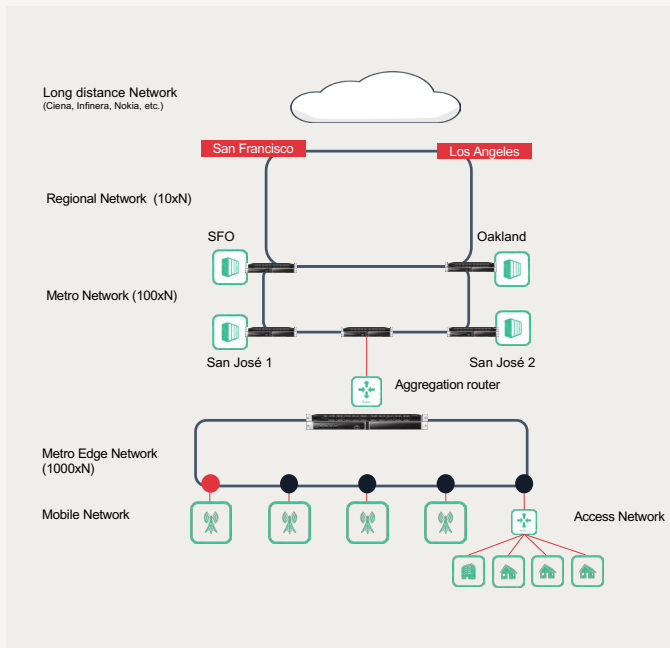 Long distance Network
(Ciena, Infinera, Nokia, etc.)
San Francisco
Los Angeles
Regional Network (10xN)
SFO
Oakland
Metro Network (100xN)
San José 1
San José 2
Aggregation router
Metro Edge Network
(1000xN)
Mobile Network
Access Network